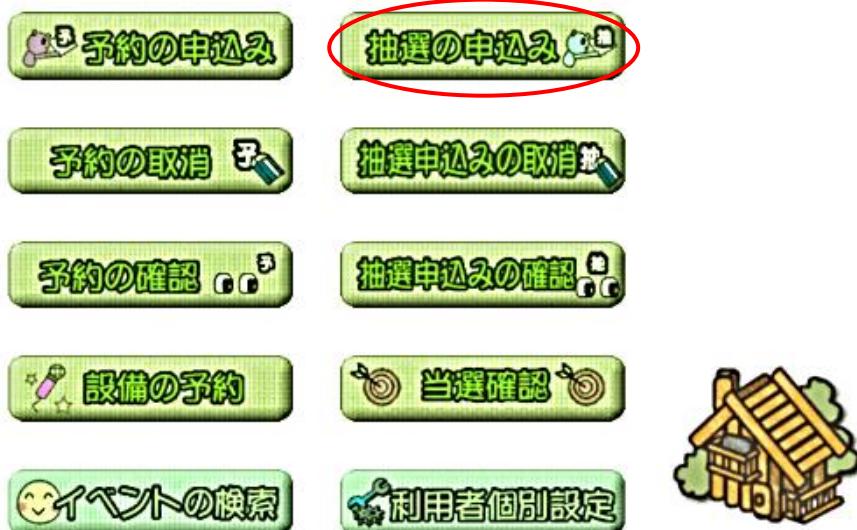 予約の申込み
抽選の申込み
予約の取消
抽選申込みの取消
予約の確認
抽選申込みの確認
設備の予約
当選確認
イベントの検索
利用者個別設定